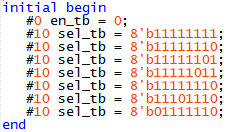 initial begin
#0 en_tb = 0;
#10 sel_tb = 8'b11111111;
#10 sel_tb = 8'b11111110;
#10 sel_tb = 8'b11111101;
#10 sel_tb = 8'b11111011;
#10 sel_tb = 8'b11111110;
#10 sel_tb = 8'b11101110;
#10 sel_tb = 8'b01111110;
end